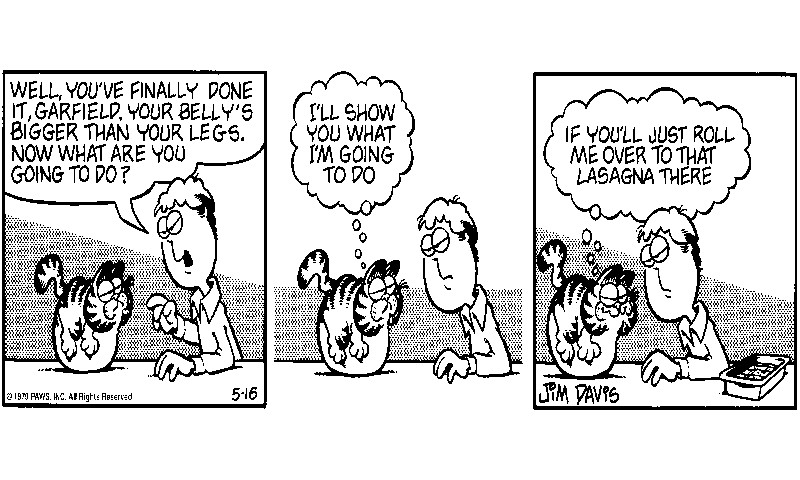 WELL, YOU'VE FINALLY DONE
IT, GARFIELD. YOUR BELLY'S
BIGGER THAN YOUR LEGS.
NOW WHAT ARE YOU
GOING TO DO?
© 1979 PAWS, INC. All Rights Reserved
5-16
I'LL SHOW
YOU WHAT
I'M GOING
TO DO
IF YOU'LL JUST ROLL
ME OVER TO THAT
LASAGNA THERE
JIM DAVIS